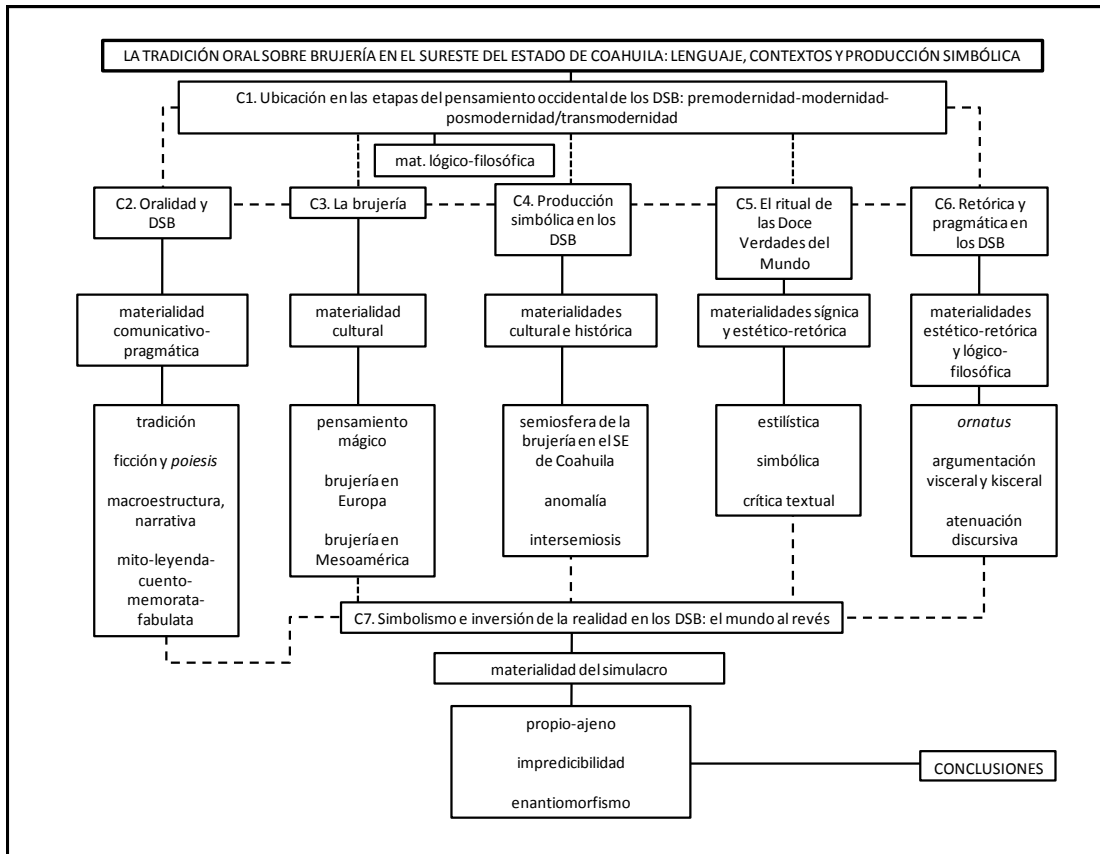 LA TRADICIÓN ORAL SOBRE BRUJERÍA EN EL SURESTE DEL ESTADO DE COAHUILA: LENGUAJE, CONTEXTOS Y PRODUCCIÓN SIMBÓLICA
C1. Ubicación en las etapas del pensamiento occidental de los DSB: premodernidad-modernidad-
posmodernidad/transmodernidad
mat. lógico-filosófica
C2. Oralidad y
DSB
C3. La brujería
C4. Producción
simbólica en los
DSB
C5. El ritual de
las Doce
Verdades del
Mundo
C6. Retórica y
pragmática en
los DSB
materialidad
comunicativo-
pragmática
materialidad
cultural
materialidades
cultural e histórica
materialidades sígnica
y estético-retórica
materialidades
estético-retórica
y lógico-
filosófica
tradición
ficción y poiesis
macroestructura,
narrativa
mito-leyenda-
cuento-
memorata-
fabulata
pensamiento
mágico
brujería en
Europa
brujería en
Mesoamérica
semiosfera de la
brujería en el SE
de Coahuila
anomalía
intersemiosis
estilística
simbólica
crítica textual
ornatus
argumentación
visceral y kisceral
atenuación
discursiva
C7. Simbolismo e inversión de la realidad en los DSB: el mundo al revés
materialidad del simulacro
propio-ajeno
impredicibilidad
enantiomorfismo
CONCLUSIONES